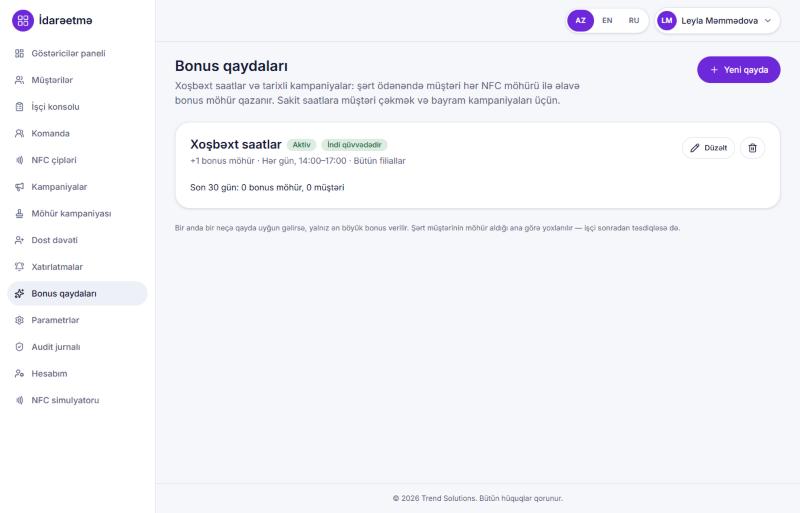 İdarəetmə
AZ EN RU
LM Leyla Məmmədova
Göstəricilər paneli
Müştərilər
İşçi konsolu
Komanda
NFC çipləri
Kampaniyalar
Möhür kampaniyası
Dost dəvəti
Xatırlatmalar
Bonus qaydaları
Parametrlər
Audit jurnalı
Hesabım
NFC simulyatoru
Bonus qaydaları
Xoşbəxt saatlar və tarixli kampaniyalar: şərt ödənəndə müştəri hər NFC möhürü ilə əlavə
bonus möhür qazanır. Sakit saatlara müştəri çəkmək və bayram kampaniyaları üçün.
Yeni qayda
Xoşbəxt saatlar Aktiv İndi qüvvədədir
+1 bonus möhür · Hər gün, 14:00–17:00 · Bütün filiallar
Düzəlt
Son 30 gün: 0 bonus möhür, 0 müştəri
Bir anda bir neçə qayda uyğun gəlirsə, yalnız ən böyük bonus verilir. Şərt müştərinin möhür aldığı ana görə yoxlanılır — işçi sonradan təsdiqləsə də.
© 2026 Trend Solutions. Bütün hüquqlar qorunur.